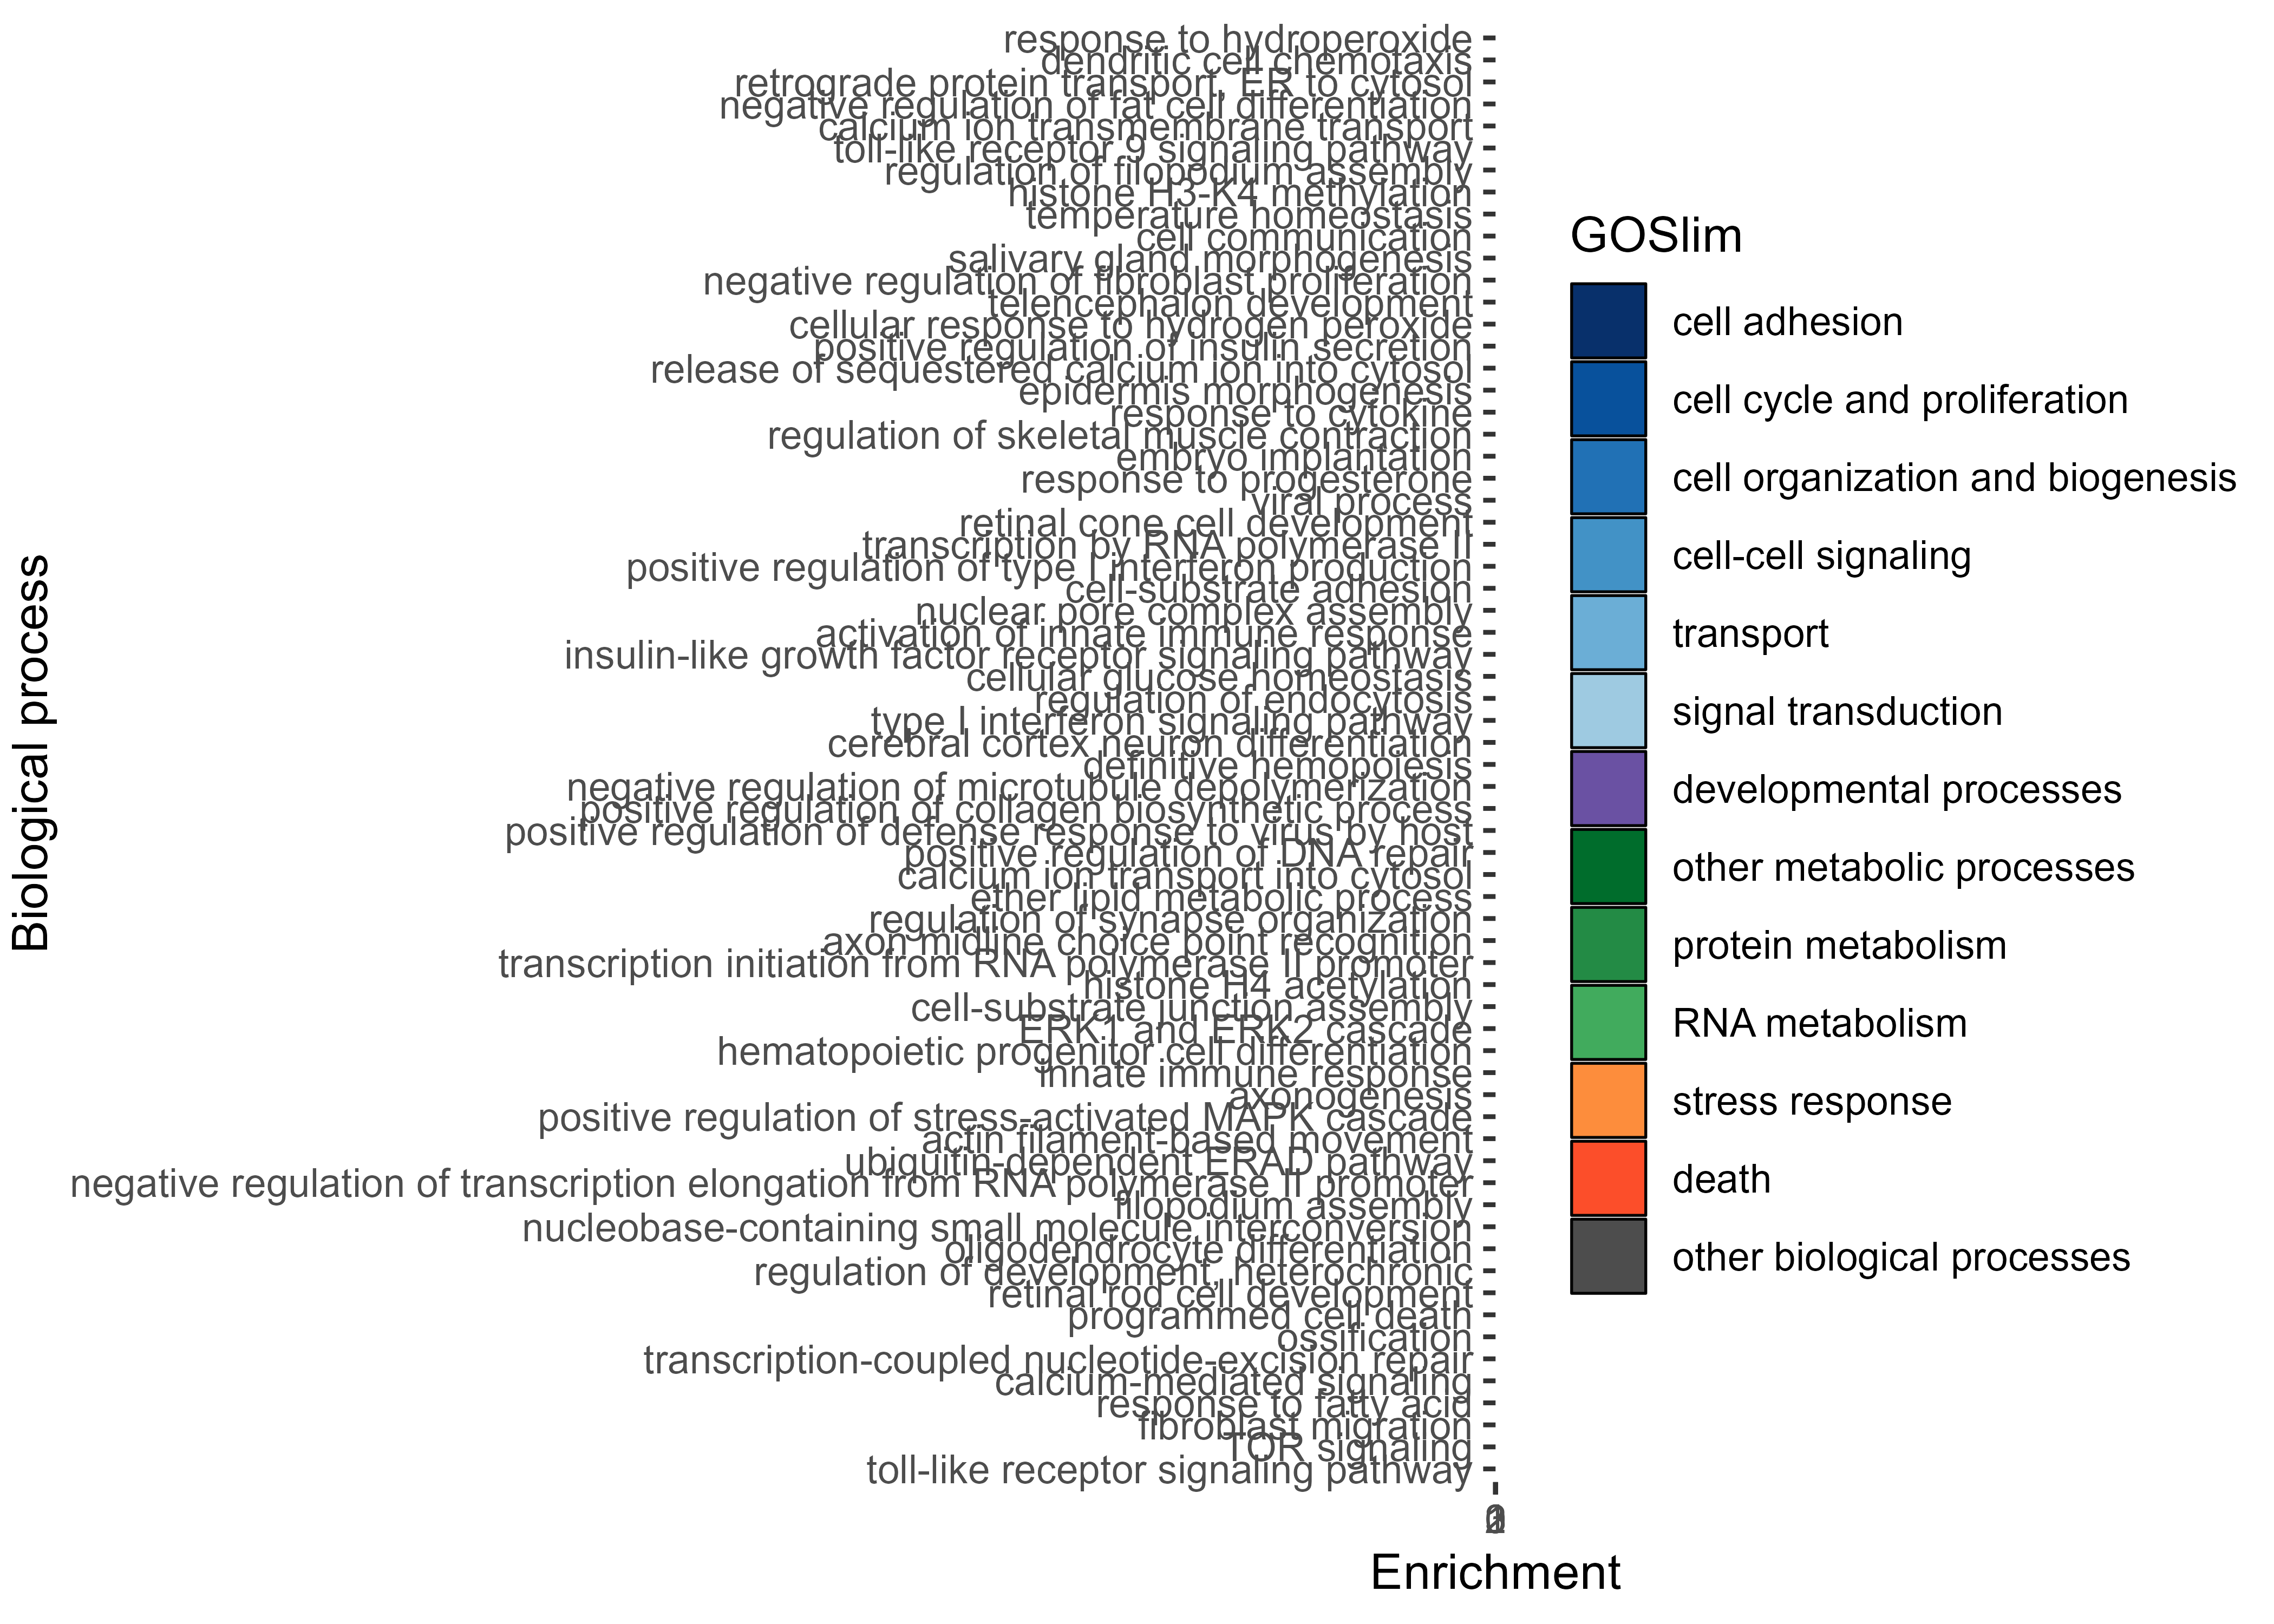 response to hydroperoxide
dendritic cell chemotaxis
retrograde protein transport, ER to cytosol
negative regulation of fat cell differentiation
calcium ion transmembrane transport
toll-like receptor 9 signaling pathway
regulation of filopodium assembly
histone H3-K4 methylation
temperature homeostasis
cell communication
salivary gland morphogenesis
negative regulation of fibroblast proliferation
telencephalon development
cellular response to hydrogen peroxide
positive regulation of insulin secretion
release of sequestered calcium ion into cytosol
epidermis morphogenesis
response to cytokine
regulation of skeletal muscle contraction
embryo implantation
response to progesterone
viral process
retinal cone cell development
transcription by RNA polymerase II
positive regulation of type I interferon production
cell-substrate adhesion
nuclear pore complex assembly
activation of innate immune response
insulin-like growth factor receptor signaling pathway
cellular glucose homeostasis
regulation of endocytosis
type I interferon signaling pathway
cerebral cortex neuron differentiation
definitive hemopoiesis
negative regulation of microtubule depolymerization
positive regulation of collagen biosynthetic process
positive regulation of defense response to virus by host
positive regulation of DNA repair
calcium ion transport into cytosol
ether lipid metabolic process
regulation of synapse organization
axon midline choice point recognition
transcription initiation from RNA polymerase II promoter
histone H4 acetylation
cell-substrate junction assembly
ERK1 and ERK2 cascade
hematopoietic progenitor cell differentiation
innate immune response
axonogenesis
positive regulation of stress-activated MAPK cascade
actin filament-based movement
ubiquitin-dependent ERAD pathway
negative regulation of transcription elongation from RNA polymerase II promoter
filopodium assembly
nucleobase-containing small molecule interconversion
oligodendrocyte differentiation
regulation of development, heterochronic
retinal rod cell development
programmed cell death
ossification
transcription-coupled nucleotide-excision repair
calcium-mediated signaling
response to fatty acid
fibroblast migration
TOR signaling
toll-like receptor signaling pathway
Biological process
Enrichment
GOSlim
cell adhesion
cell cycle and proliferation
cell organization and biogenesis
cell-cell signaling
transport
signal transduction
developmental processes
other metabolic processes
protein metabolism
RNA metabolism
stress response
death
other biological processes